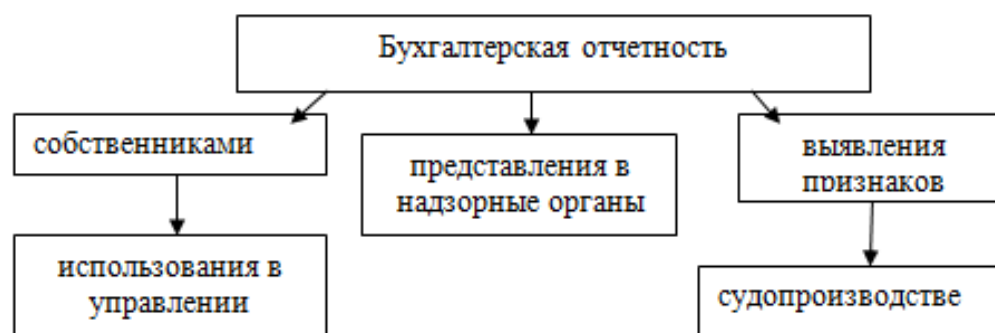 Бухгалтерская отчетность
собственниками
представления в
надзорные органы
выявления
признаков
использования в
управлении
судопроизводстве